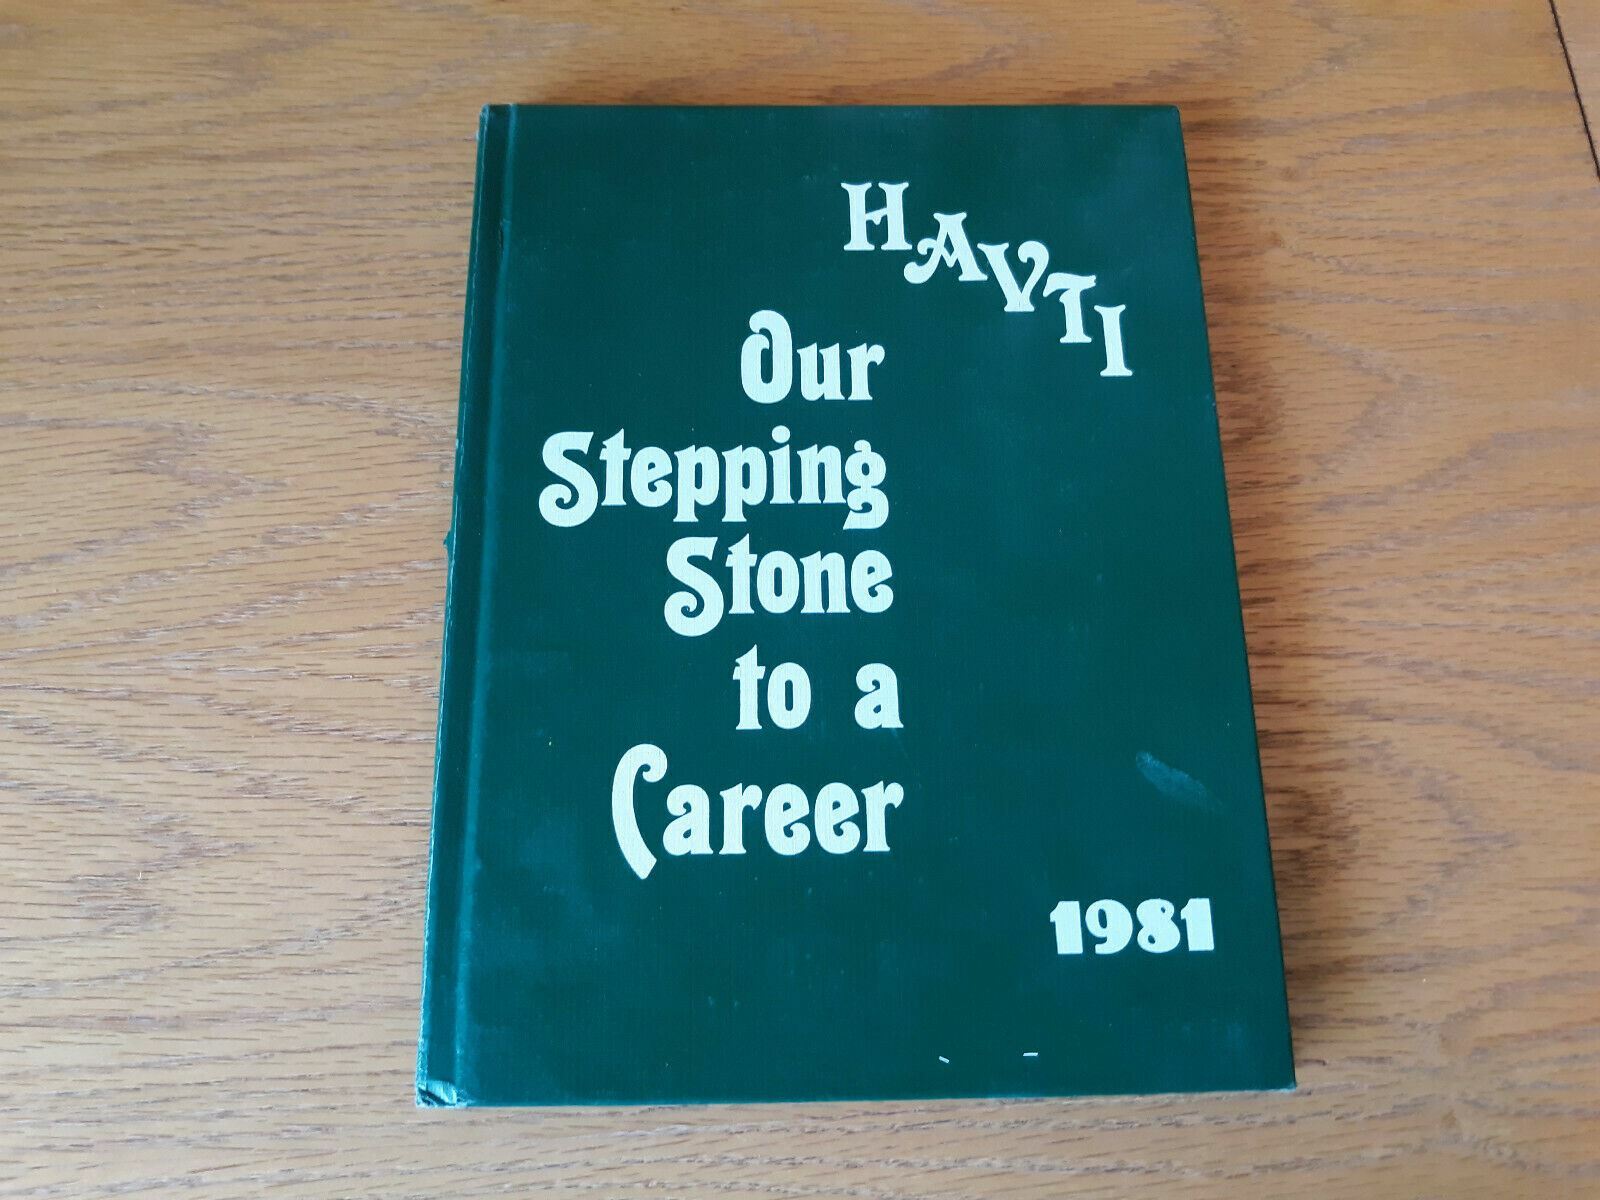 HAVTI
Our
Stepping
Stone
to a
Career
1981